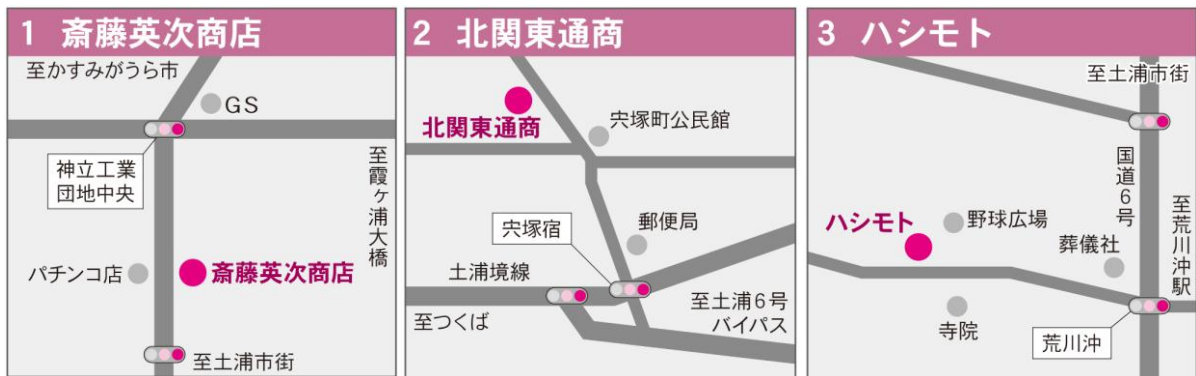 1 斎藤英次商店
至かすみがうら市
GS
神立工業
団地中央
至霞ヶ浦大橋
パチンコ店
斎藤英次商店
至土浦市街
2 北関東通商
北関東通商
宍塚町公民館
宍塚宿
郵便局
土浦境線
至つくば
至土浦6号
バイパス
3 ハシモト
至土浦市街
国道6号
至荒川沖駅
ハシモト
野球広場
葬儀社
寺院
荒川沖